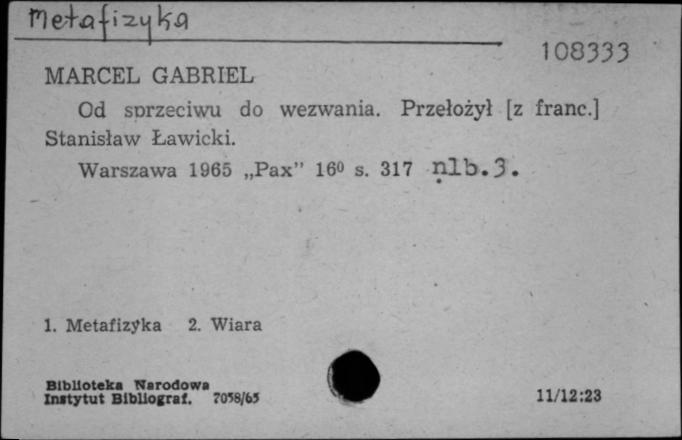 Metafizyka
108333
MARCEL GABRIEL
Od sprzeciwu do wezwania. Przełożył [z franc.]
Stanisław Ławicki.
Warszawa 1965 „Pax” 16⁰ s. 317 nlb.3.
1. Metafizyka 2. Wiara
Biblioteka Narodowa
Instytut Bibliograf. 7058/65
11/12:23